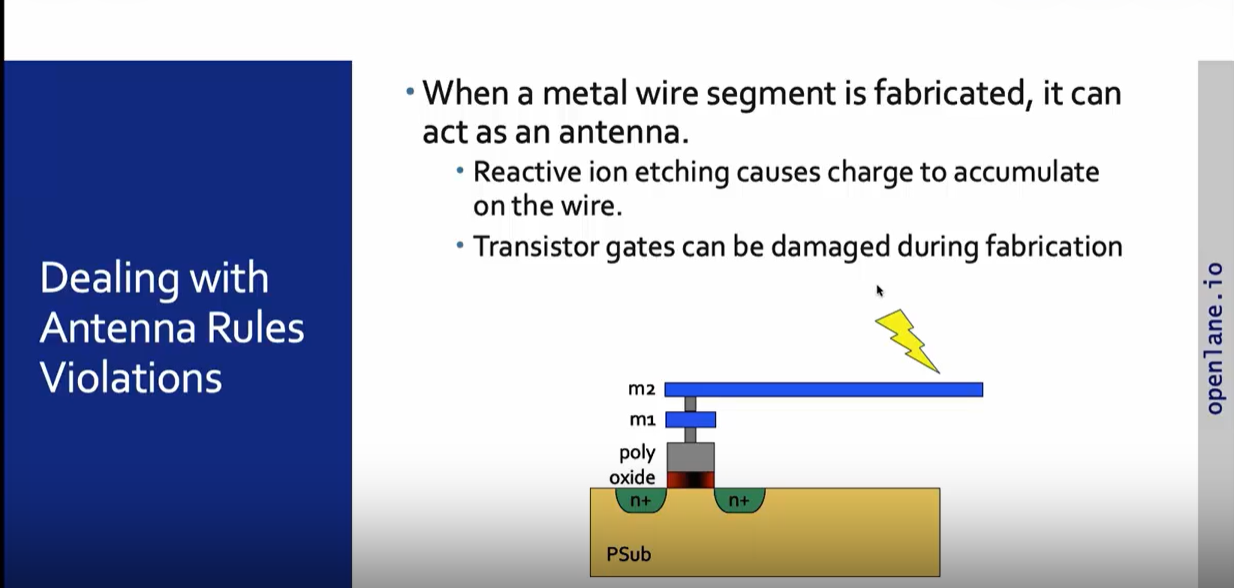 Dealing with
Antenna Rules
Violations
• When a metal wire segment is fabricated, it can
act as an antenna.
• Reactive ion etching causes charge to accumulate
on the wire.
• Transistor gates can be damaged during fabrication
m2
m1
poly
oxide
n+ n+
PSub
openlane.io